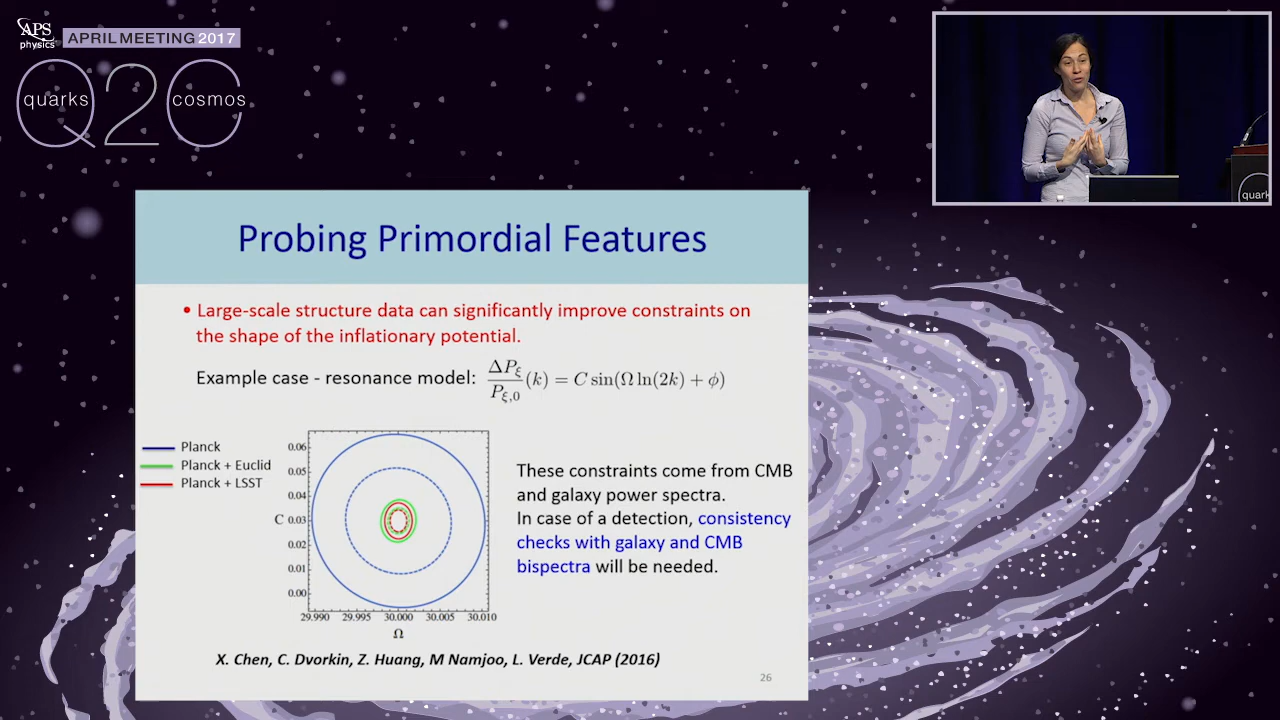 APS
physics
APRIL MEETING 2017
Q2C
quarks
cosmos
quark
Probing Primordial Features
• Large-scale structure data can significantly improve constraints on
the shape of the inflationary potential.
Example case - resonance model: ΔP_ξ/P_ξ,0 (k) = C sin(Ω ln(2k) + φ)
Planck
Planck + Euclid
Planck + LSST
0.06
0.05
0.04
C 0.03
0.02
0.01
0.00
29.990 29.995 30.000 30.005 30.010
Ω
These constraints come from CMB
and galaxy power spectra.
In case of a detection, consistency
checks with galaxy and CMB
bispectra will be needed.
X. Chen, C. Dvorkin, Z. Huang, M Namjoo, L. Verde, JCAP (2016)
26